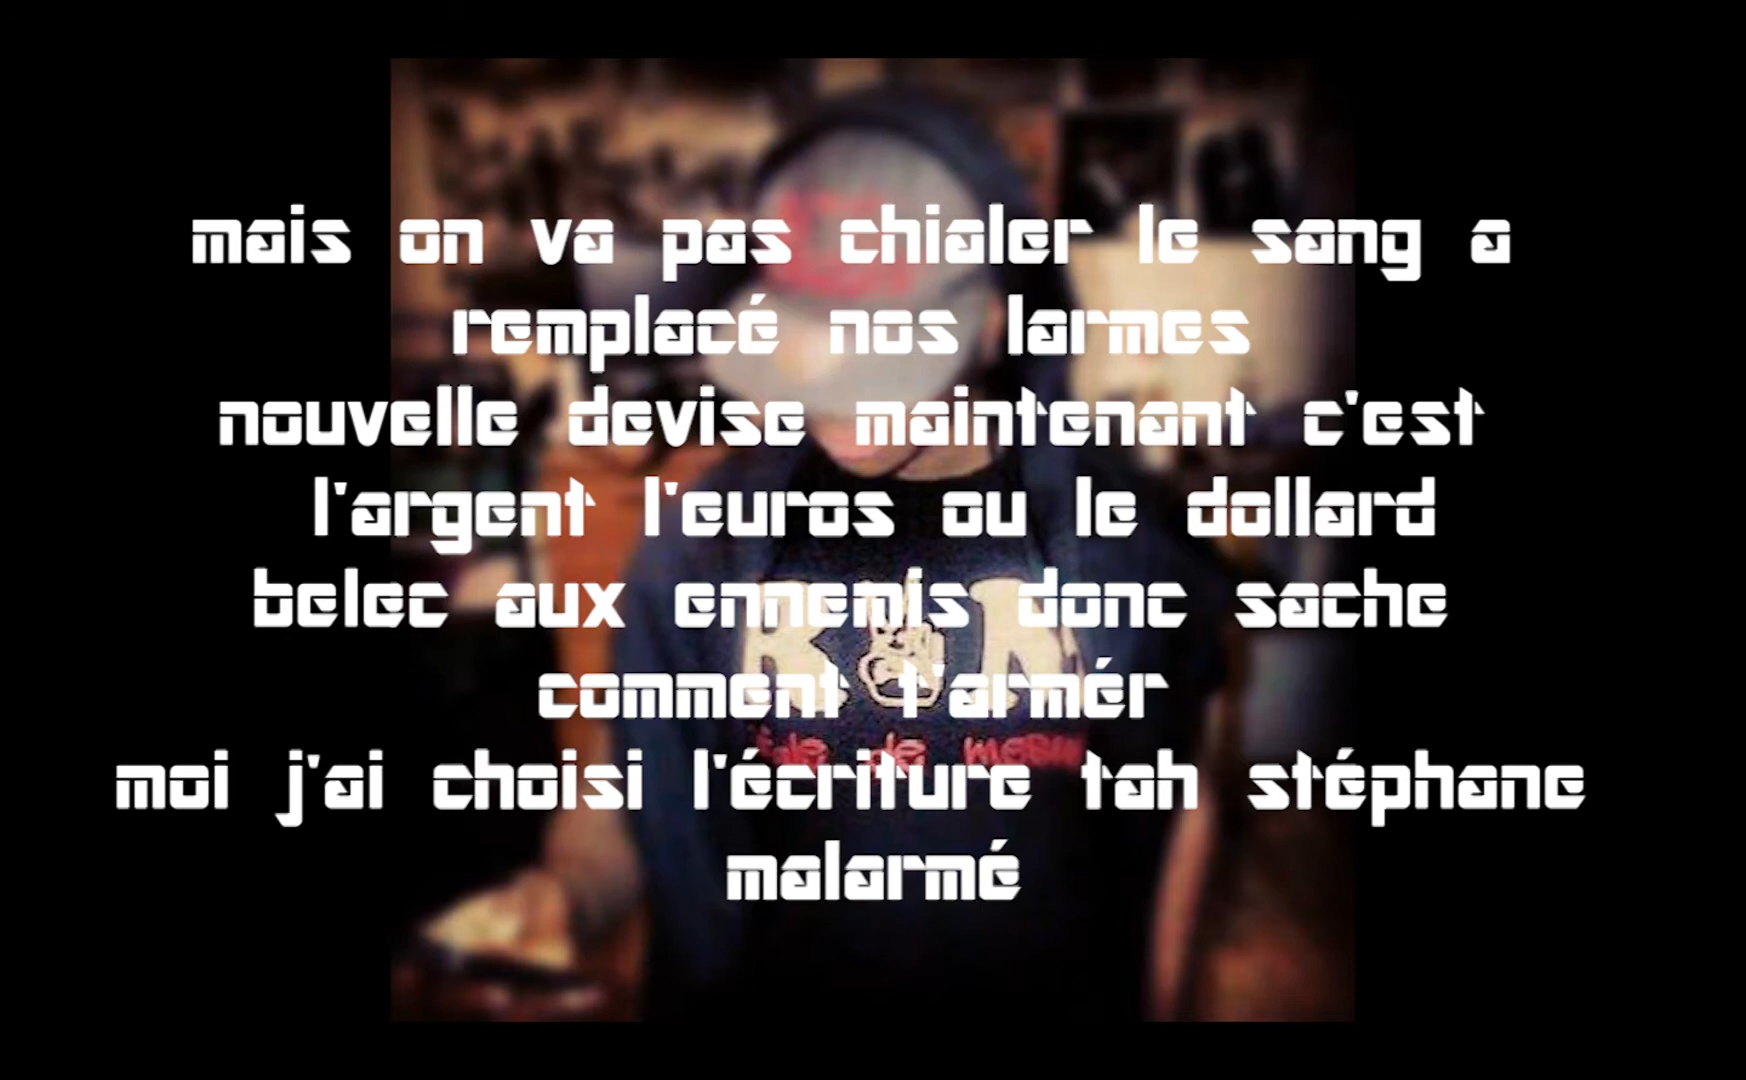 mais on va pas chialer le sang a
remplacé nos larmes
nouvelle devise maintenant c'est
l'argent l'euros ou le dollard
belec aux ennemis donc sache
comment t'armér
moi j'ai choisi l'écriture tah stéphane
malarmé